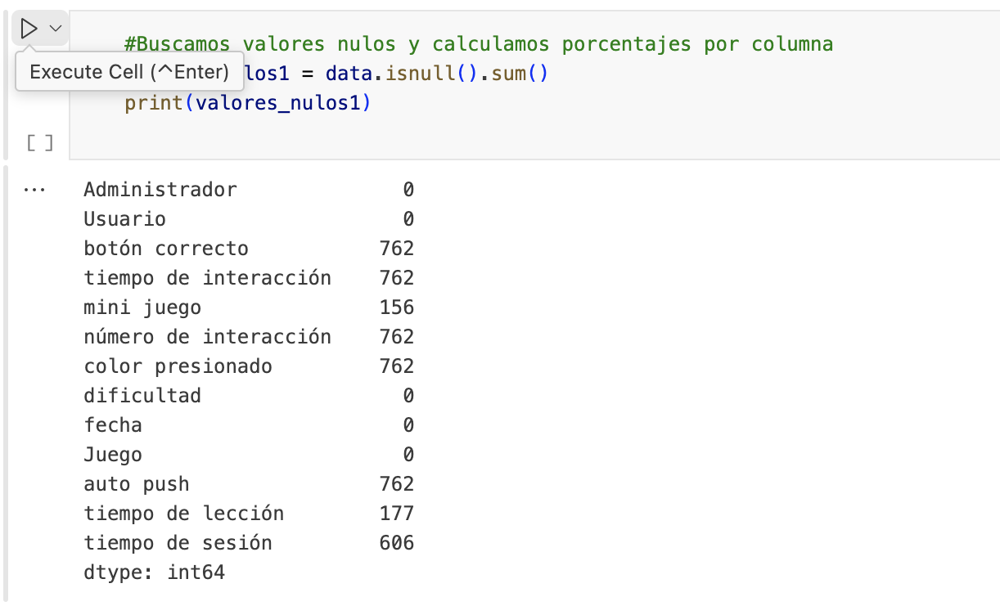 #Buscamos valores nulos y calculamos porcentajes por columna
Execute Cell (^Enter)
los1 = data.isnull().sum()
print(valores_nulos1)
[ ]
...
Administrador 0
Usuario 0
botón correcto 762
tiempo de interacción 762
mini juego 156
número de interacción 762
color presionado 762
dificultad 0
fecha 0
Juego 0
auto push 762
tiempo de lección 177
tiempo de sesión 606
dtype: int64